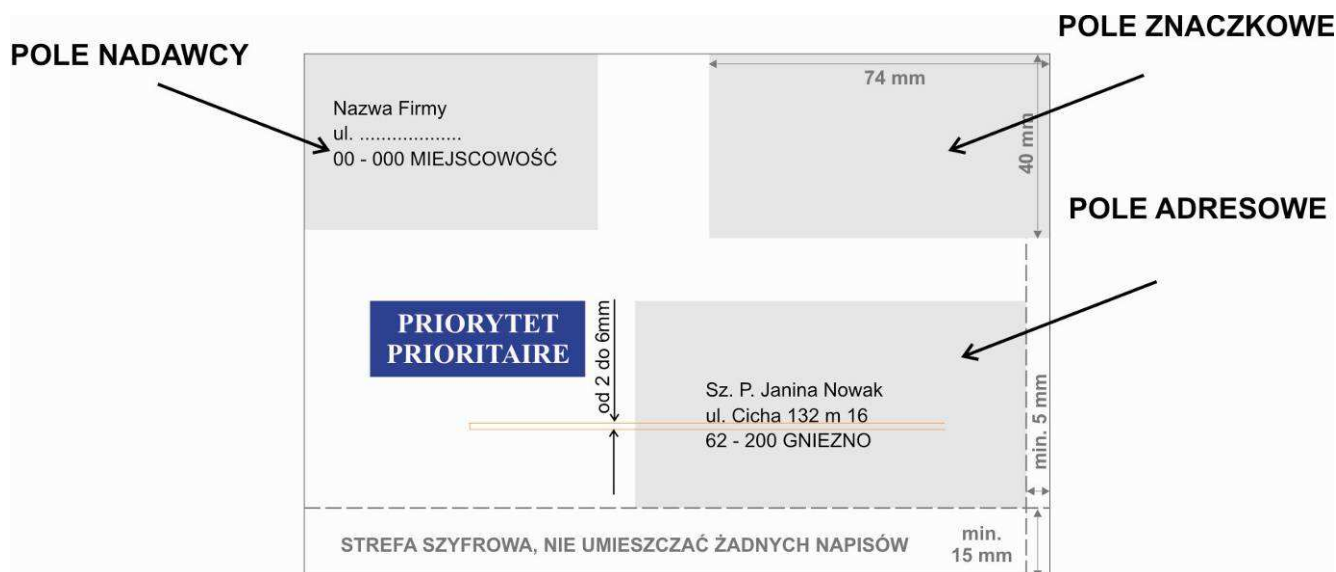 POLE NADAWCY
POLE ZNACZKOWE
74 mm
40 mm
Nazwa Firmy
ul. ...................
00 - 000 MIEJSCOWOŚĆ
POLE ADRESOWE
PRIORYTET
PRIORITAIRE
od 2 do 6mm
Sz. P. Janina Nowak
ul. Cicha 132 m 16
62 - 200 GNIEZNO
min. 5 mm
STREFA SZYFROWA, NIE UMIESZCZAĆ ŻADNYCH NAPISÓW
min.
15 mm